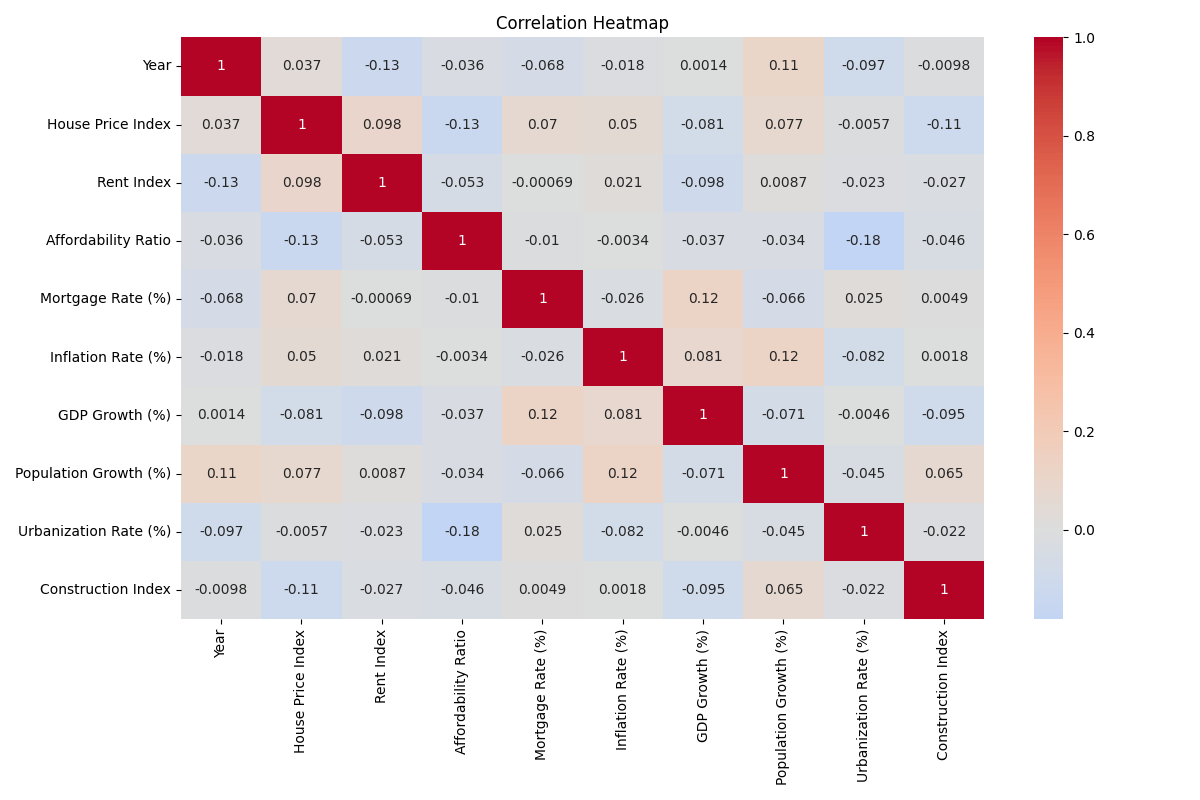 Correlation Heatmap
Year 1 0.037 -0.13 -0.036 -0.068 -0.018 0.0014 0.11 -0.097 -0.0098
House Price Index 0.037 1 0.098 -0.13 0.07 0.05 -0.081 0.077 -0.0057 -0.11
Rent Index -0.13 0.098 1 -0.053 -0.00069 0.021 -0.098 0.0087 -0.023 -0.027
Affordability Ratio -0.036 -0.13 -0.053 1 -0.01 -0.0034 -0.037 -0.034 -0.18 -0.046
Mortgage Rate (%) -0.068 0.07 -0.00069 -0.01 1 -0.026 0.12 -0.066 0.025 0.0049
Inflation Rate (%) -0.018 0.05 0.021 -0.0034 -0.026 1 0.081 0.12 -0.082 0.0018
GDP Growth (%) 0.0014 -0.081 -0.098 -0.037 0.12 0.081 1 -0.071 -0.0046 -0.095
Population Growth (%) 0.11 0.077 0.0087 -0.034 -0.066 0.12 -0.071 1 -0.045 0.065
Urbanization Rate (%) -0.097 -0.0057 -0.023 -0.18 0.025 -0.082 -0.0046 -0.045 1 -0.022
Construction Index -0.0098 -0.11 -0.027 -0.046 0.0049 0.0018 -0.095 0.065 -0.022 1
Year
House Price Index
Rent Index
Affordability Ratio
Mortgage Rate (%)
Inflation Rate (%)
GDP Growth (%)
Population Growth (%)
Urbanization Rate (%)
Construction Index
1.0
0.8
0.6
0.4
0.2
0.0